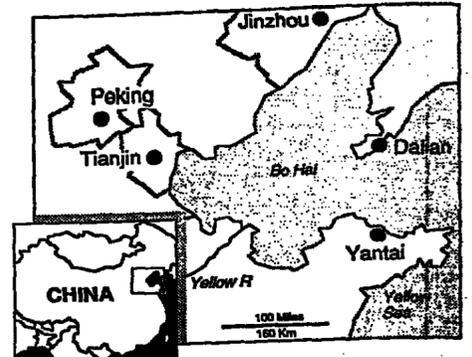 Jinzhou
Peking
Tianjin
Dalian
Bo Hai
Yantai
Yellow R
CHINA
Yellow
Sea
100 Miles
160 Km